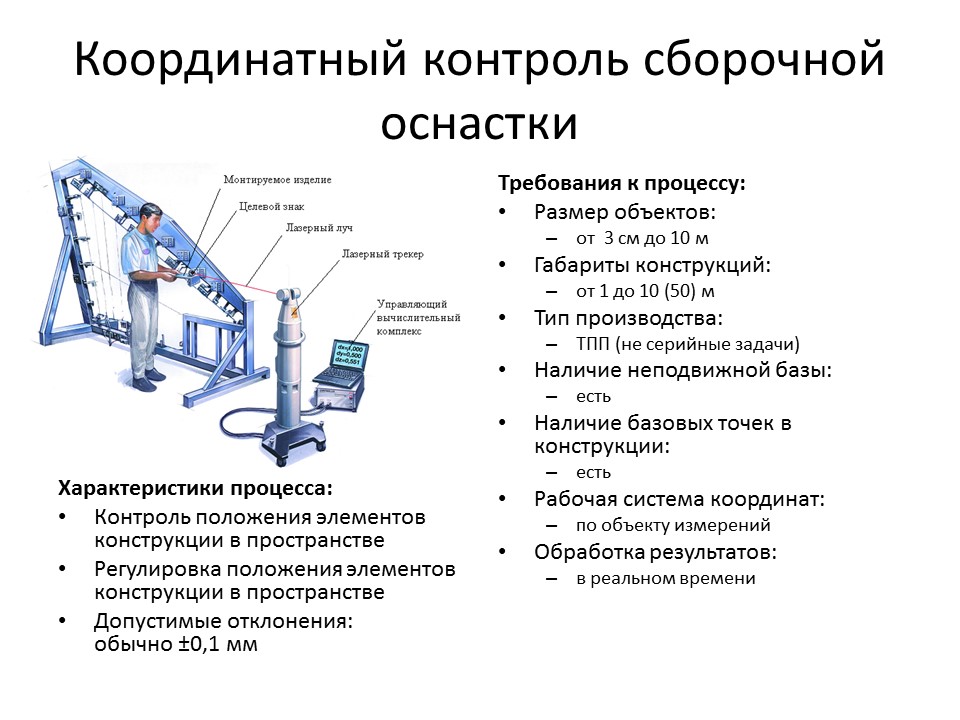 Координатный контроль сборочной
оснастки
Монтируемое изделие
Целевой знак
Лазерный луч
Лазерный трекер
Управляющий
вычислительный
комплекс
dx=1,000
dy=0,500
dz=0,551
Характеристики процесса:
• Контроль положения элементов
конструкции в пространстве
• Регулировка положения элементов
конструкции в пространстве
• Допустимые отклонения:
обычно ±0,1 мм
Требования к процессу:
• Размер объектов:
– от 3 см до 10 м
• Габариты конструкций:
– от 1 до 10 (50) м
• Тип производства:
– ТПП (не серийные задачи)
• Наличие неподвижной базы:
– есть
• Наличие базовых точек в
конструкции:
– есть
• Рабочая система координат:
– по объекту измерений
• Обработка результатов:
– в реальном времени